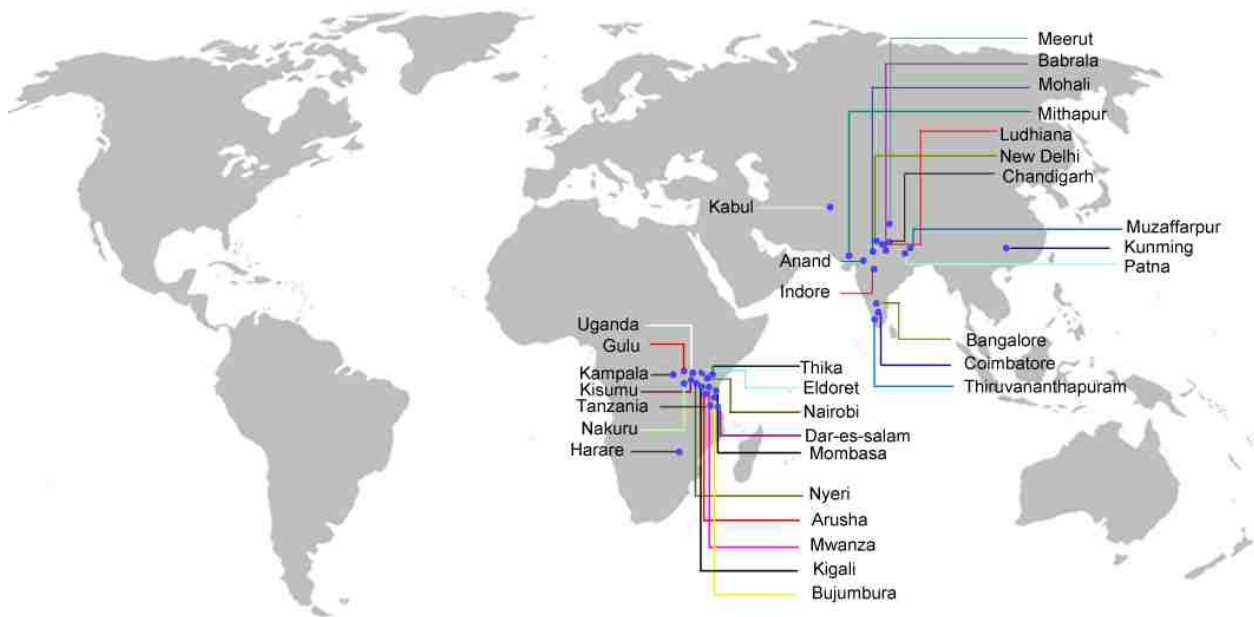 Meerut
Babrala
Mohali
Mithapur
Ludhiana
New Delhi
Chandigarh
Kabul
Muzaffarpur
Kunming
Anand
Patna
Indore
Uganda
Bangalore
Gulu
Coimbatore
Kampala
Thika
Kisumu
Eldoret
Thiruvananthapuram
Tanzania
Nairobi
Nakuru
Dar-es-salam
Harare
Mombasa
Nyeri
Arusha
Mwanza
Kigali
Bujumbura